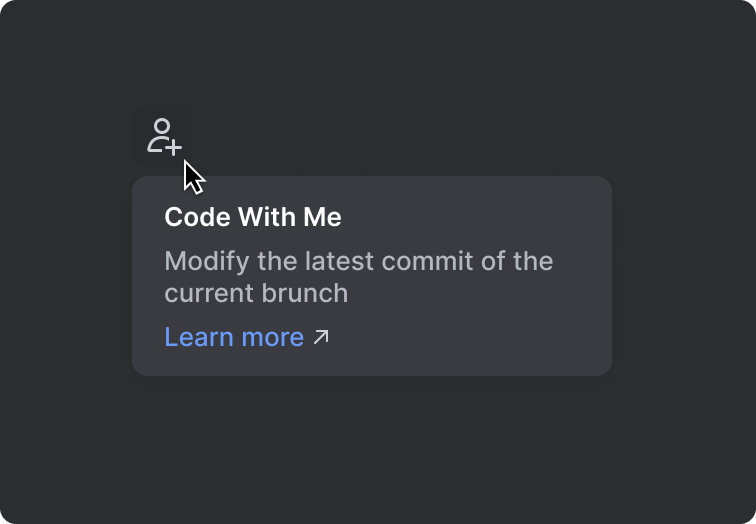 Code With Me
Modify the latest commit of the
current brunch
Learn more ↗